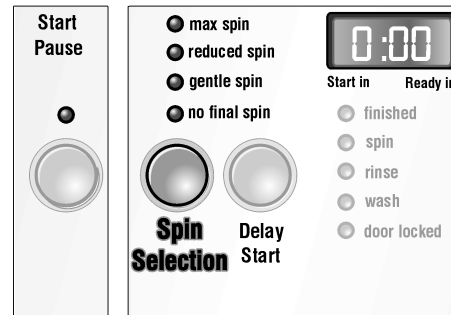 Start
Pause
max spin
reduced spin
gentle spin
no final spin
Spin
Selection
Delay
Start
0:00
Start in
Ready in
finished
spin
rinse
wash
door locked